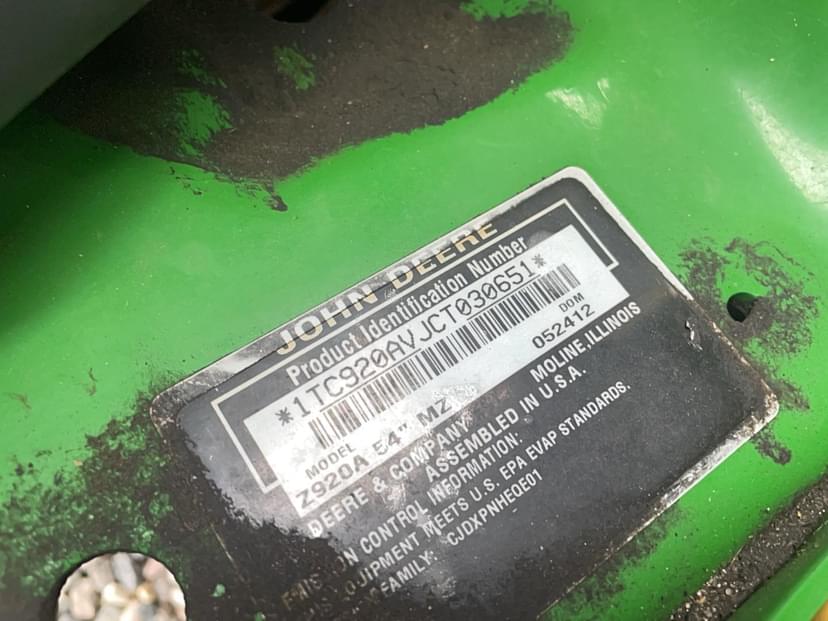 JOHN DEERE
Product Identification Number
*1TC920AVJCT030651*
MODEL
DOM
Z920A 54" MZ
052412
DEERE & COMPANY
MOLINE, ILLINOIS
ASSEMBLED IN U.S.A.
CONTROL INFORMATION:
EQUIPMENT MEETS U.S. EPA EVAP STANDARDS.
FAMILY: CJDXPNHEQE01